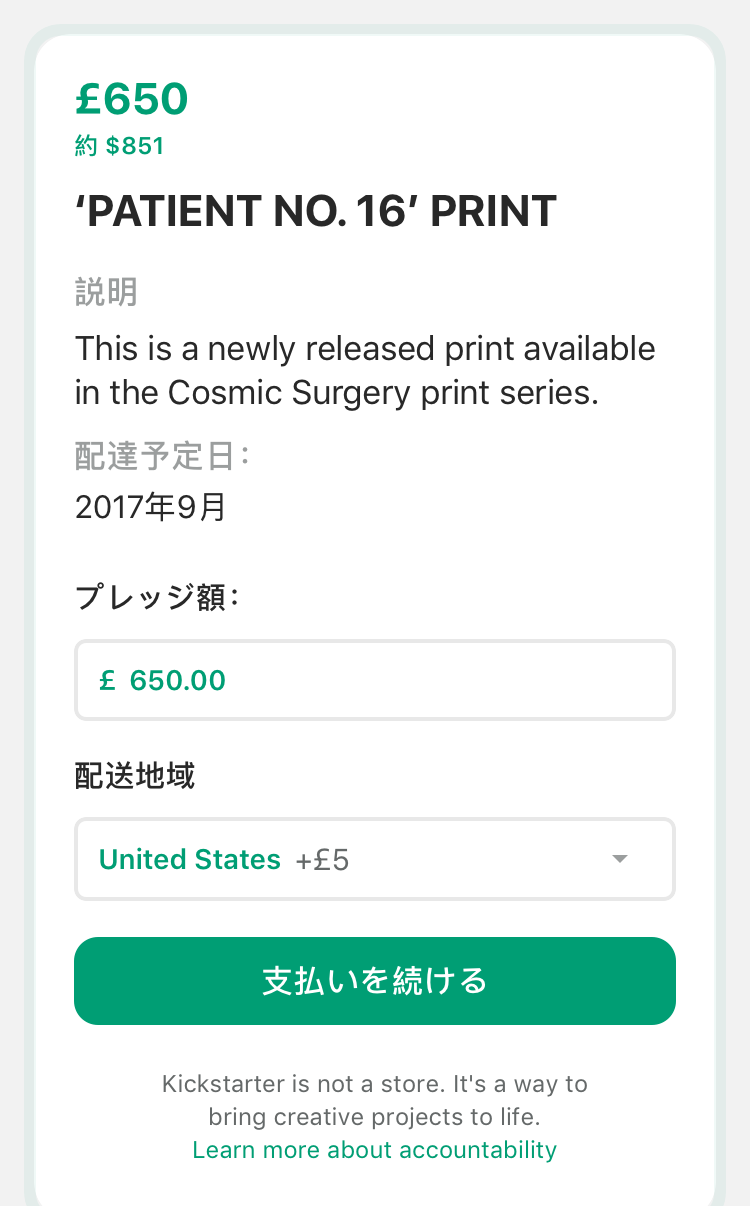 £650
約 $851
‘PATIENT NO. 16’ PRINT
説明
This is a newly released print available
in the Cosmic Surgery print series.
配達予定日：
2017年9月
プレッジ額：
£ 650.00
配送地域
United States +£5
支払いを続ける
Kickstarter is not a store. It's a way to
bring creative projects to life.
Learn more about accountability